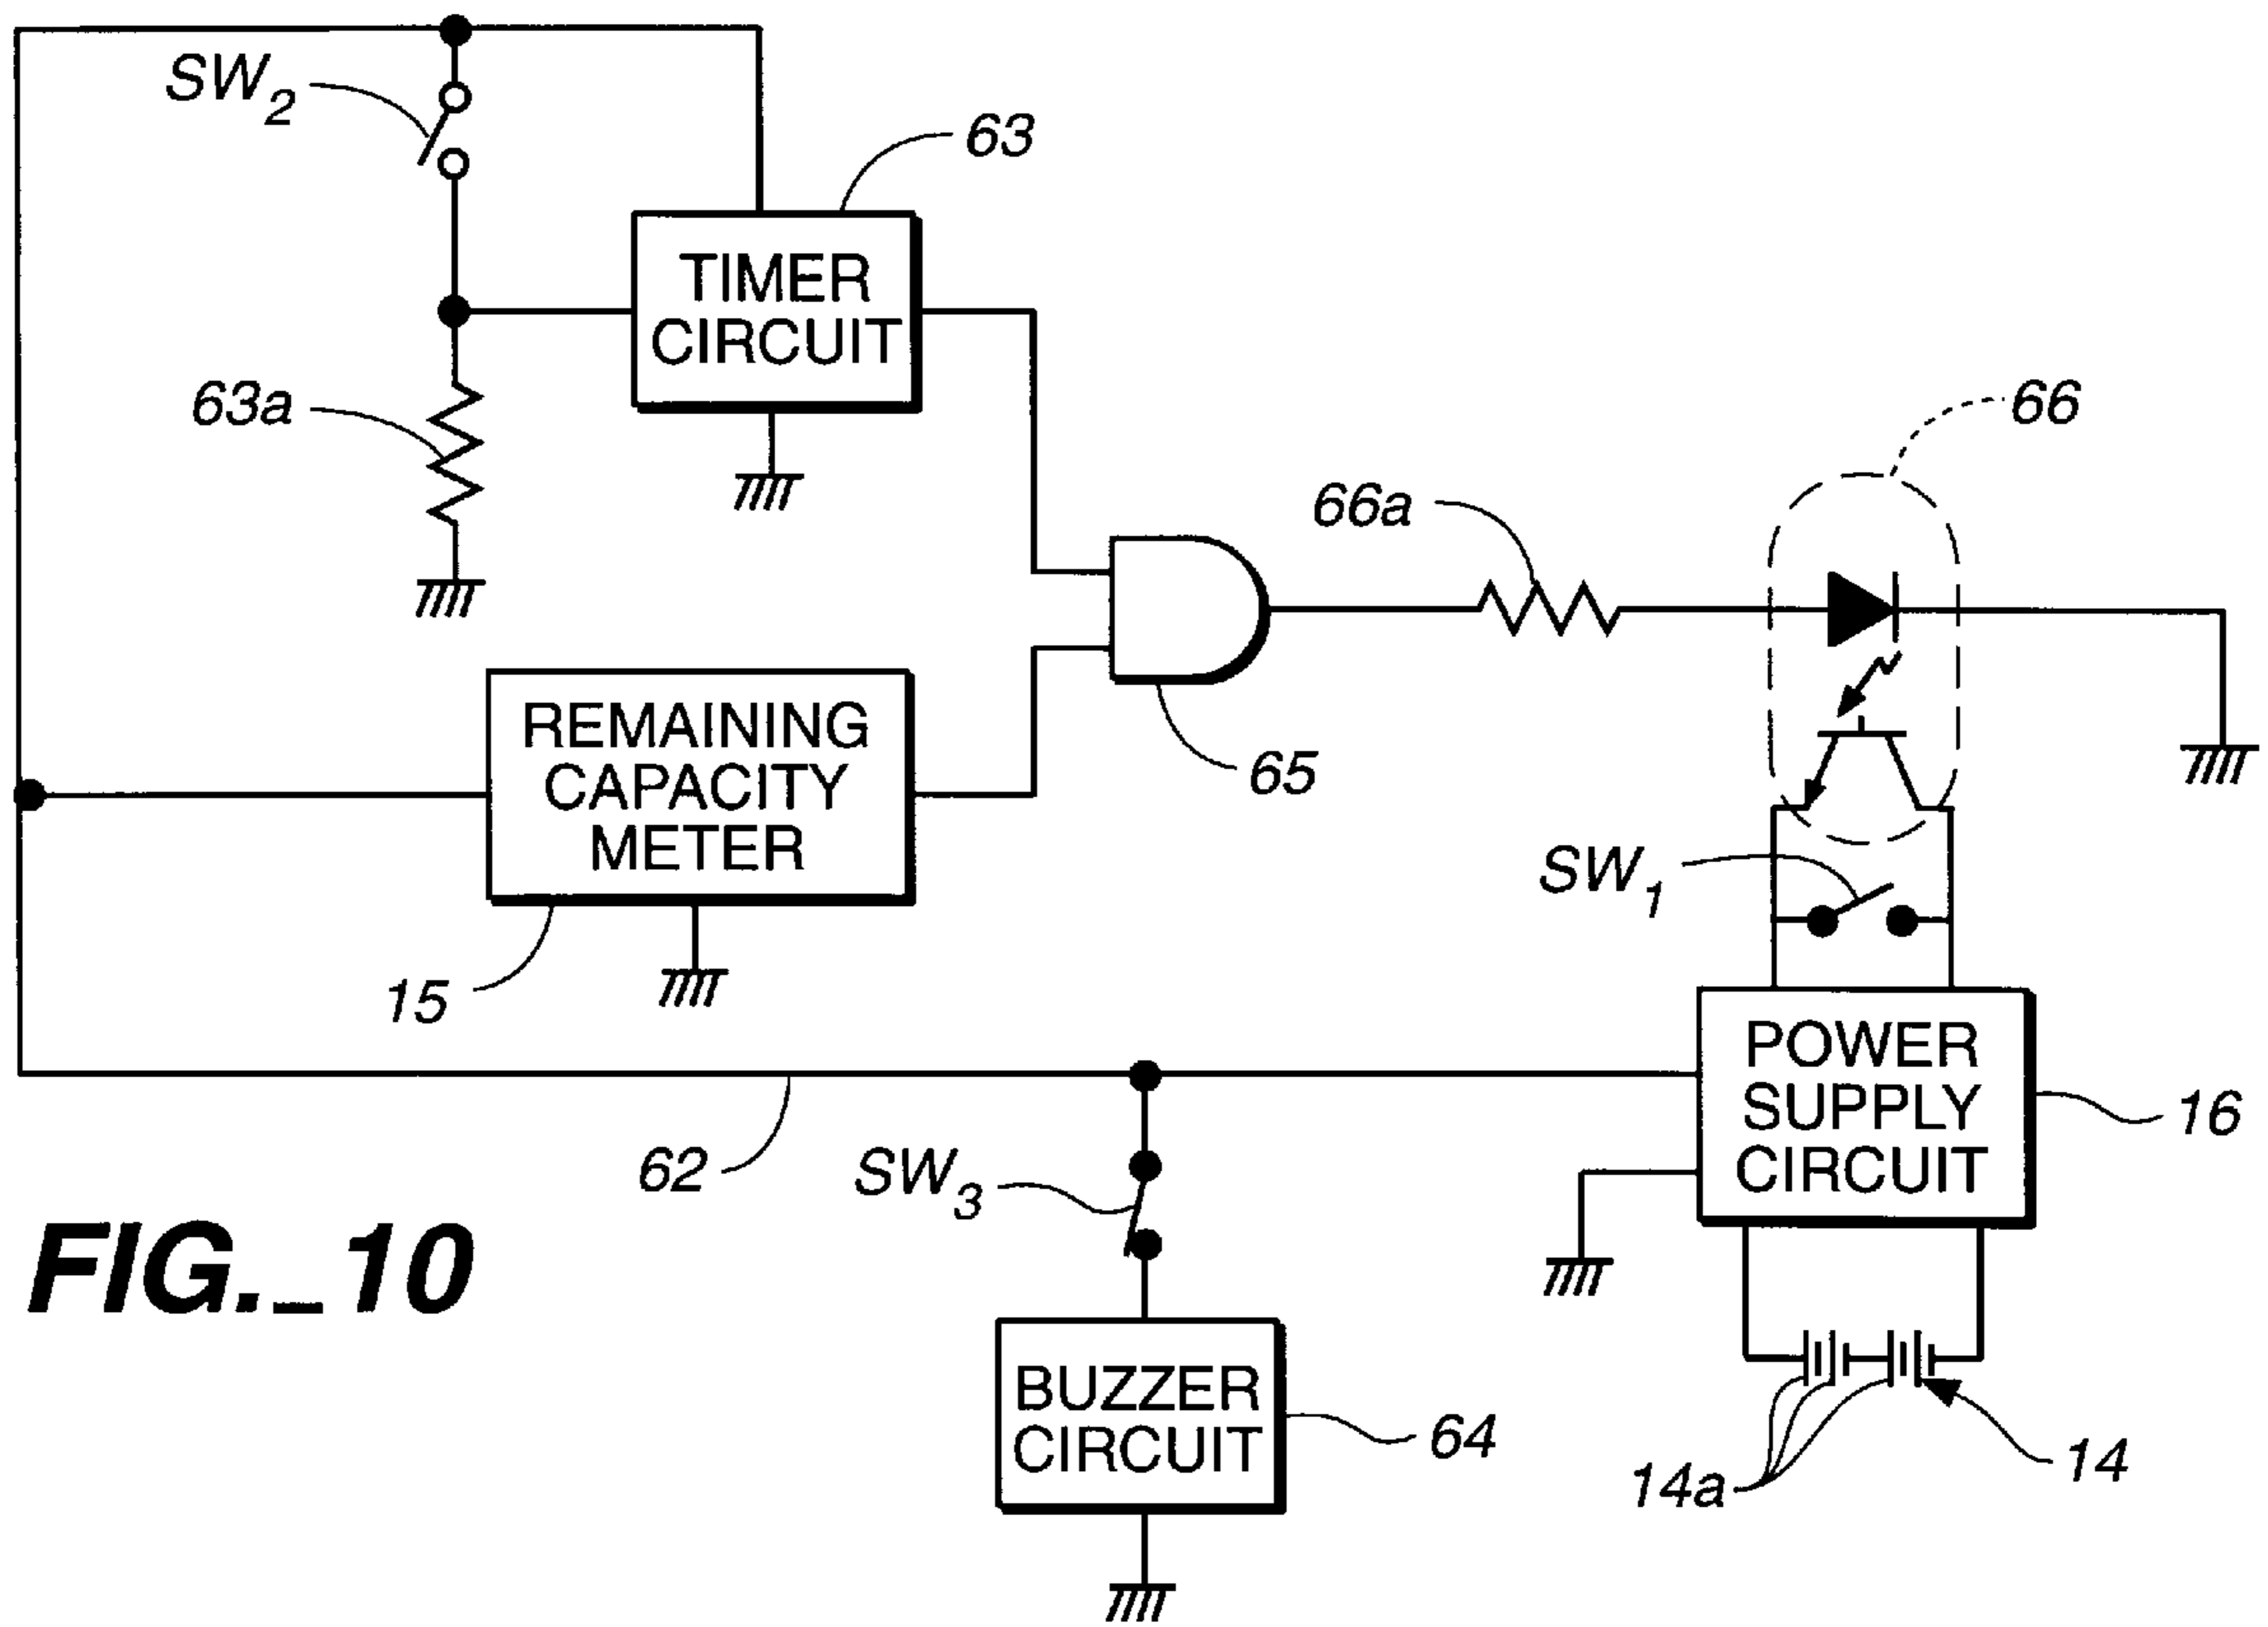 SW2
63
TIMER
CIRCUIT
63a
66
66a
REMAINING
CAPACITY
METER
65
SW1
15
POWER
SUPPLY
CIRCUIT
16
62
SW3
FIG._10
BUZZER
CIRCUIT
64
14a
14